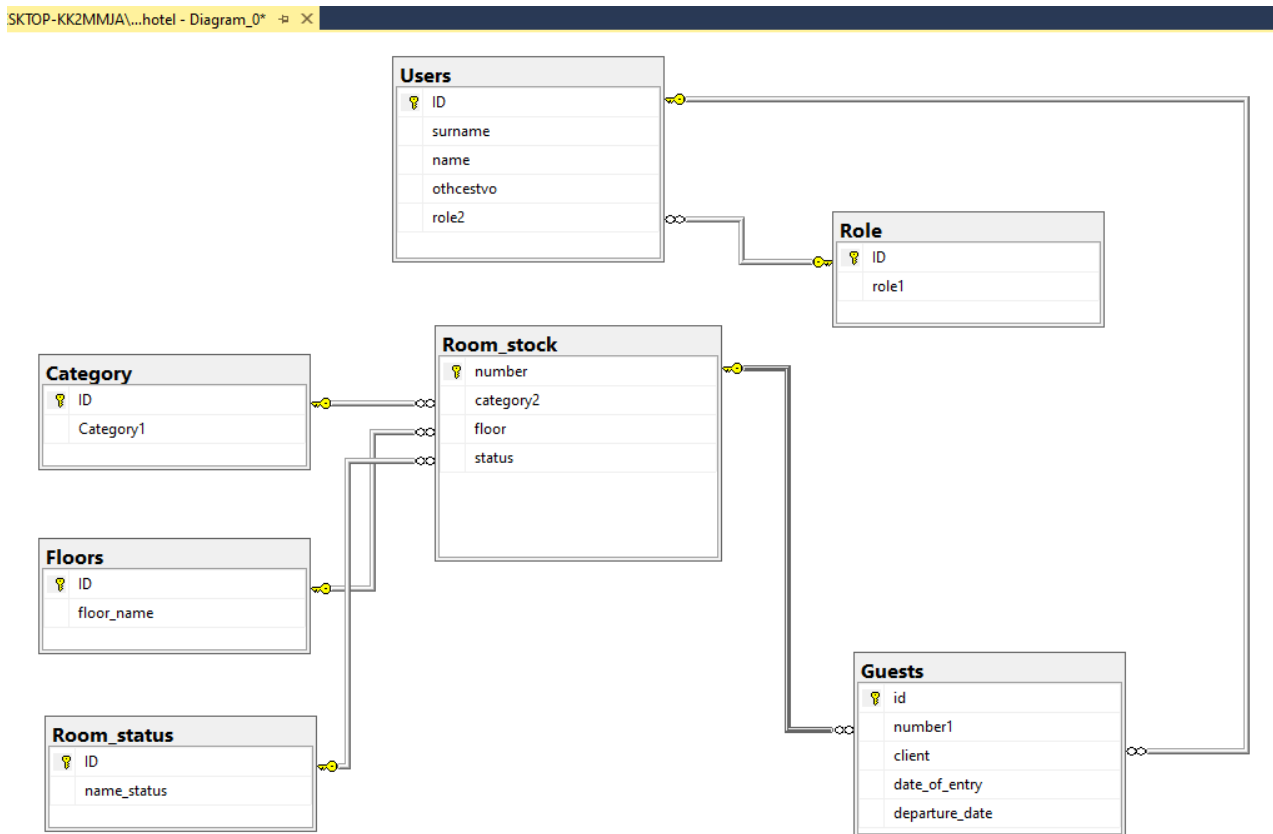 SKTOP-KK2MMJA\...hotel - Diagram_0*
Users
ID
surname
name
othcestvo
role2
Role
ID
role1
Room_stock
number
category2
floor
status
Category
ID
Category1
Floors
ID
floor_name
Room_status
ID
name_status
Guests
id
number1
client
date_of_entry
departure_date